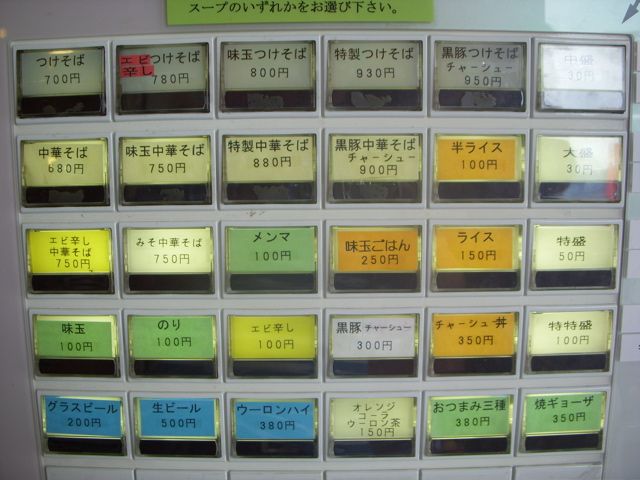 スープのいずれかをお選び下さい。
つけそば
700円
エビ
辛し
つけそば
780円
味玉つけそば
800円
特製つけそば
930円
黒豚つけそば
チャーシュー
950円
中盛
30円
中華そば
680円
味玉中華そば
750円
特製中華そば
880円
黒豚中華そば
チャーシュー
900円
半ライス
100円
大盛
30円
エビ辛し
中華そば
750円
みそ中華そば
750円
メンマ
100円
味玉ごはん
250円
ライス
150円
特盛
50円
味玉
100円
のり
100円
エビ辛し
100円
黒豚チャーシュー
300円
チャーシュー丼
350円
特特盛
100円
グラスビール
200円
生ビール
500円
ウーロンハイ
380円
オレンジ
コーラ
ウーロン茶
150円
おつまみ三種
380円
焼ギョーザ
350円